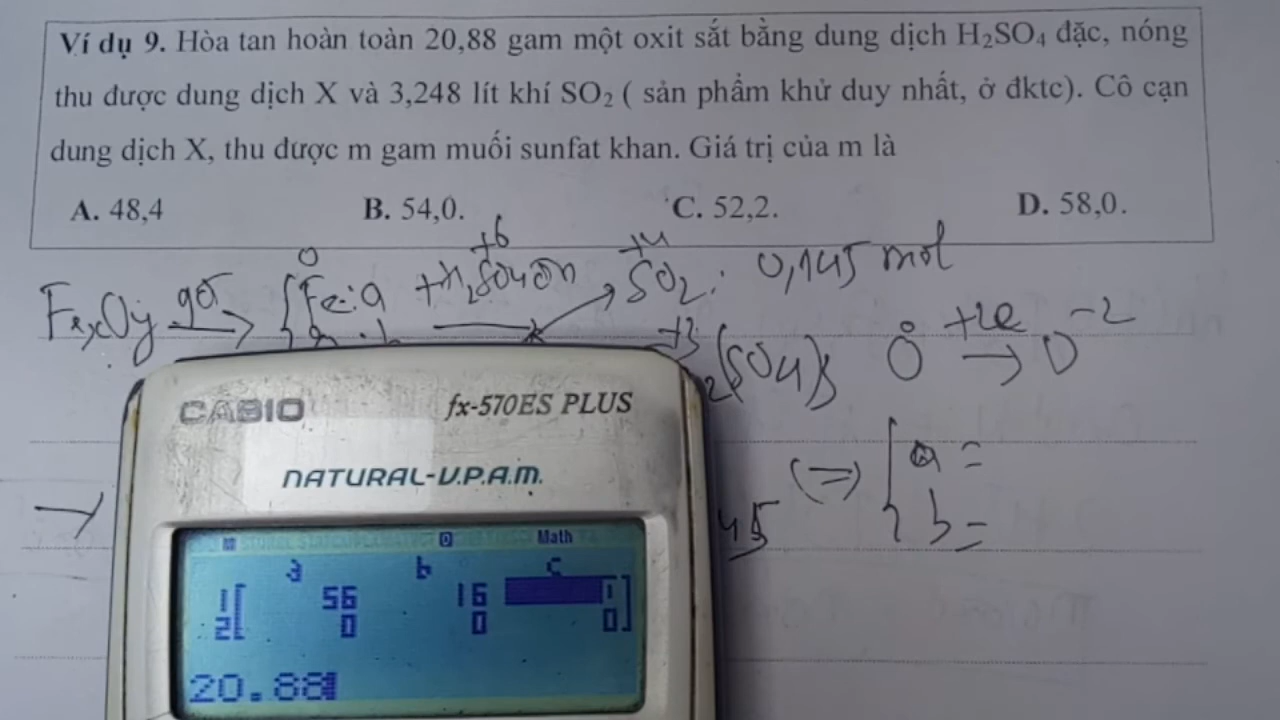 Ví dụ 9. Hòa tan hoàn toàn 20,88 gam một oxit sắt bằng dung dịch H₂SO₄ đặc, nóng
thu được dung dịch X và 3,248 lít khí SO₂ ( sản phẩm khử duy nhất, ở đktc). Cô cạn
dung dịch X, thu được m gam muối sunfat khan. Giá trị của m là
A. 48,4 B. 54,0. C. 52,2. D. 58,0.
0 +6 +4
FexOy → { Fe: a SO₂: 0,145 mol
+3 (SO4)3 O +2e → O -2
(=) { a =
b =
CASIO fx-570ES PLUS
NATURAL-V.P.A.M.
Math
a b c
1 56 16
2 0 0 0
20.88